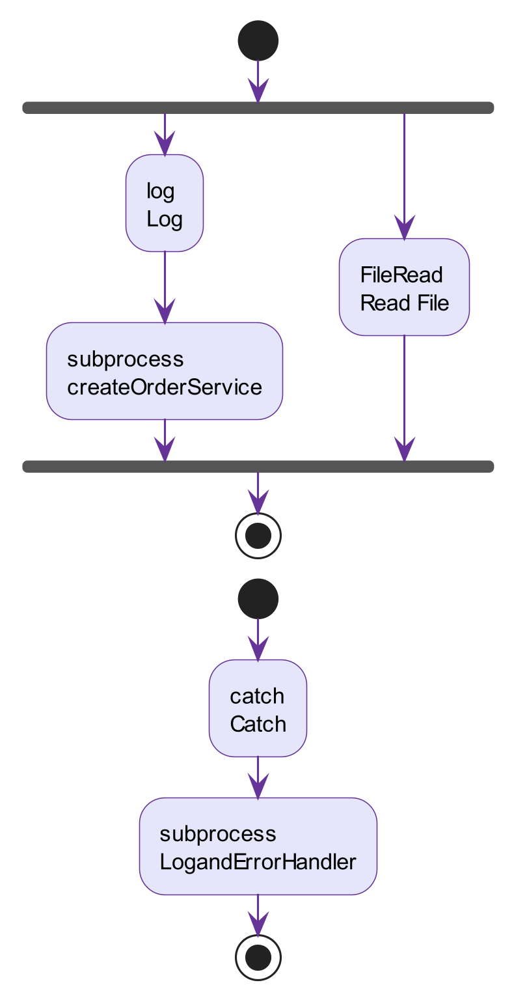 log
Log
FileRead
Read File
subprocess
createOrderService
catch
Catch
subprocess
LogandErrorHandler